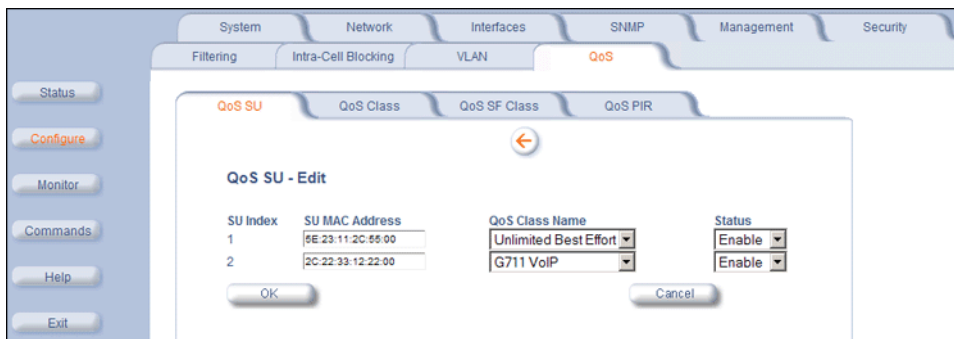 System Network Interfaces SNMP Management Security
Filtering Intra-Cell Blocking VLAN QoS
Status
Configure
Monitor
Commands
Help
Exit
QoS SU QoS Class QoS SF Class QoS PIR
QoS SU - Edit
SU Index SU MAC Address QoS Class Name Status
1 5E:23:11:2C:55:00 Unlimited Best Effort Enable
2 2C:22:33:12:22:00 G711 VoIP Enable
OK Cancel